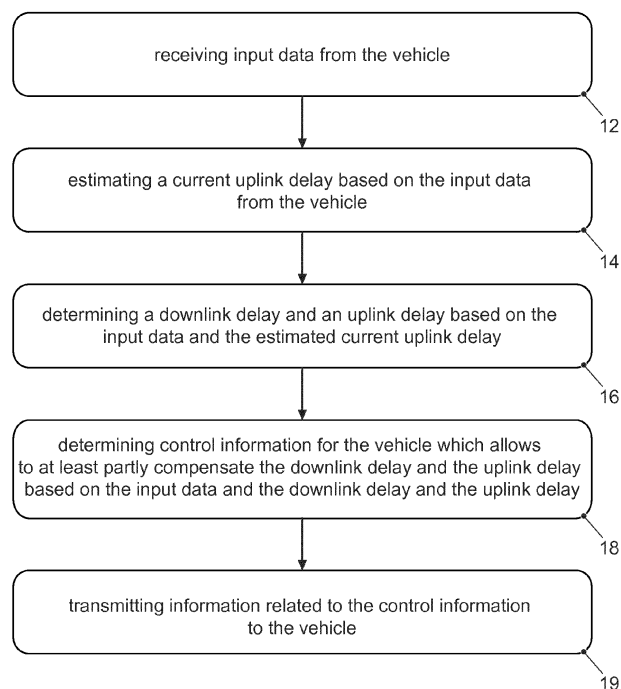 receiving input data from the vehicle
12
estimating a current uplink delay based on the input data
from the vehicle
14
determining a downlink delay and an uplink delay based on the
input data and the estimated current uplink delay
16
determining control information for the vehicle which allows
to at least partly compensate the downlink delay and the uplink delay
based on the input data and the downlink delay and the uplink delay
18
transmitting information related to the control information
to the vehicle
19